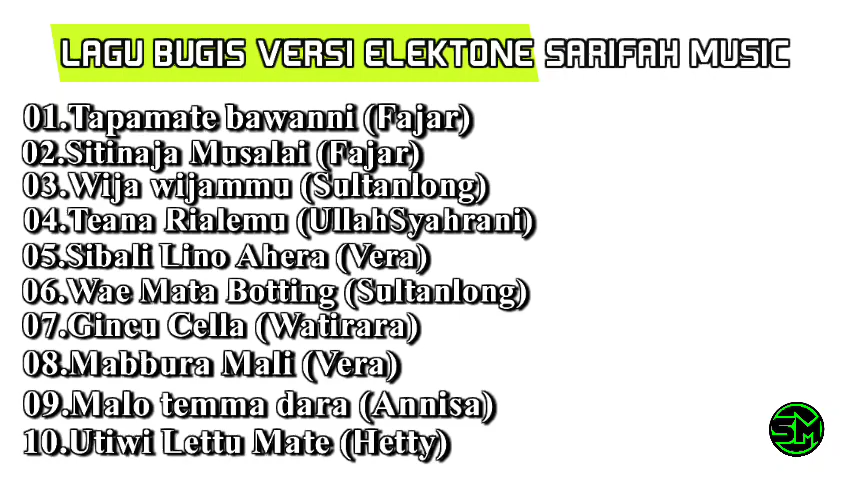 LAGU BUGIS VERSI ELEKTONE SARIFAH MUSIC
01.Tapamate bawanni (Fajar)
02.Sitinaja Musalai (Fajar)
03.Wija wijammu (Sultanlong)
04.Teana Rialemu (UllahSyahrani)
05.Sibali Lino Ahera (Vera)
06.Wae Mata Botting (Sultanlong)
07.Gincu Cella (Watirara)
08.Mabbura Mali (Vera)
09.Malo temma dara (Annisa)
10.Utiwi Lettu Mate (Hetty)
SM